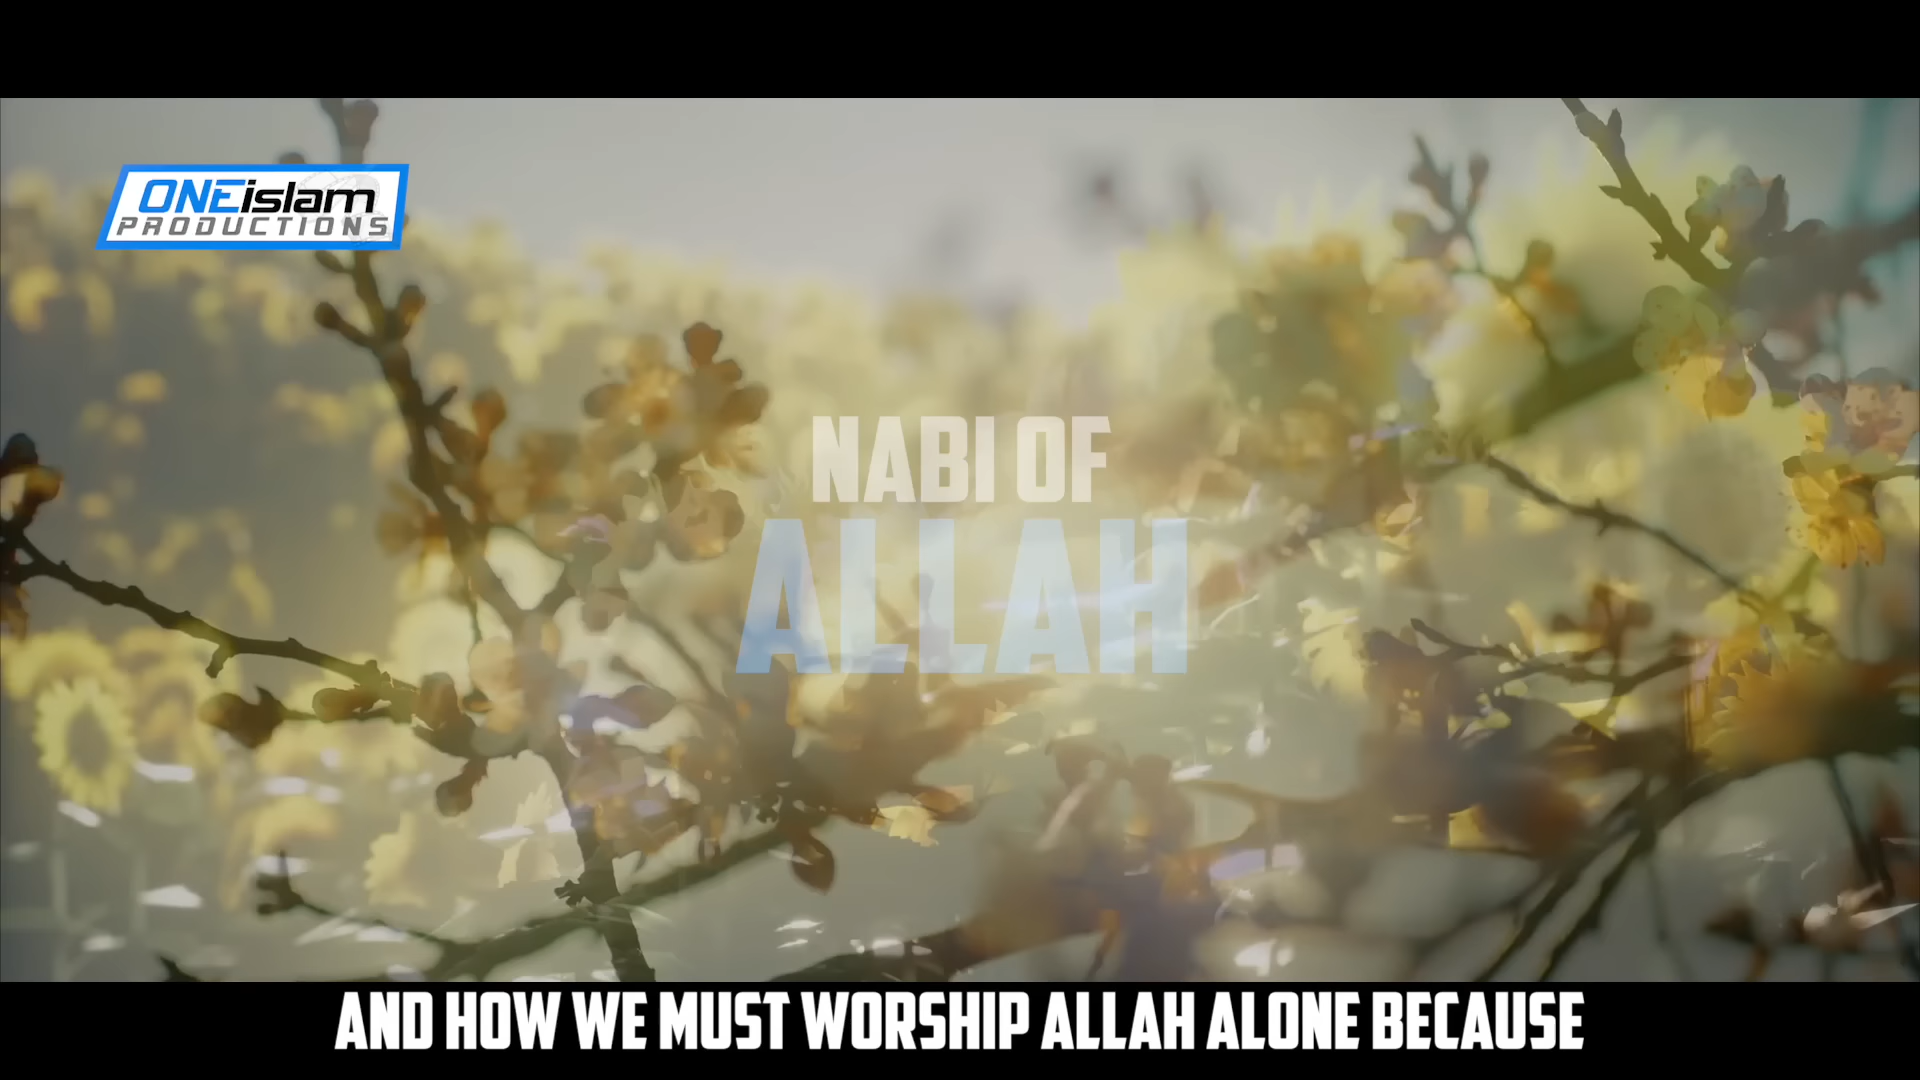 ONEislam
PRODUCTIONS
NABI OF
ALLAH
AND HOW WE MUST WORSHIP ALLAH ALONE BECAUSE